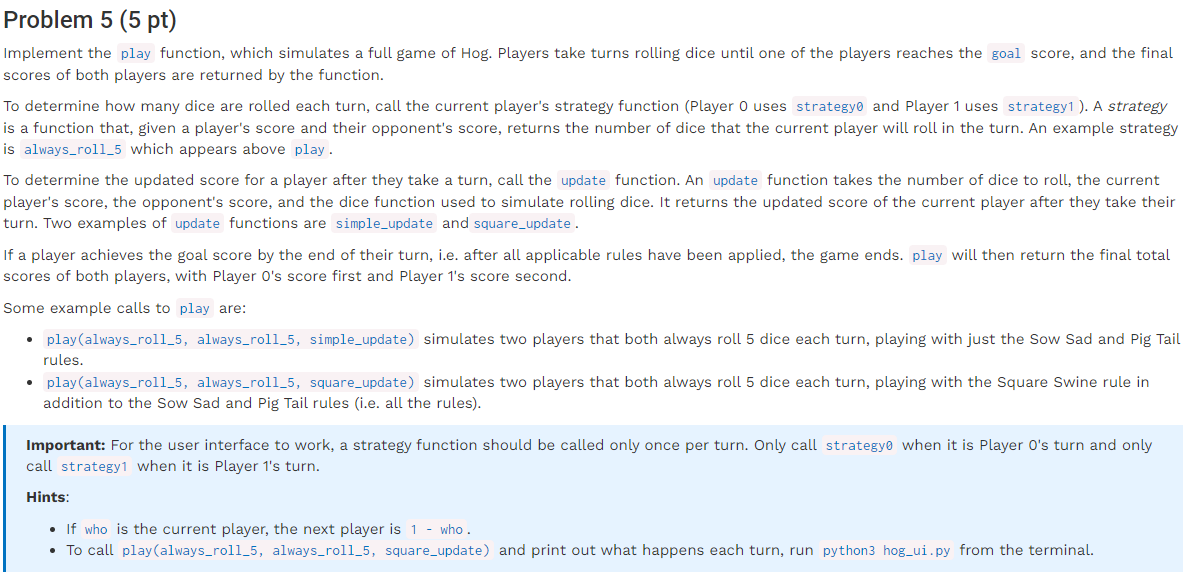 Problem 5 (5 pt)
Implement the play function, which simulates a full game of Hog. Players take turns rolling dice until one of the players reaches the goal score, and the final
scores of both players are returned by the function.
To determine how many dice are rolled each turn, call the current player's strategy function (Player 0 uses strategy0 and Player 1 uses strategy1 ). A strategy
is a function that, given a player's score and their opponent's score, returns the number of dice that the current player will roll in the turn. An example strategy
is always_roll_5 which appears above play .
To determine the updated score for a player after they take a turn, call the update function. An update function takes the number of dice to roll, the current
player's score, the opponent's score, and the dice function used to simulate rolling dice. It returns the updated score of the current player after they take their
turn. Two examples of update functions are simple_update and square_update .
If a player achieves the goal score by the end of their turn, i.e. after all applicable rules have been applied, the game ends. play will then return the final total
scores of both players, with Player 0's score first and Player 1's score second.
Some example calls to play are:
• play(always_roll_5, always_roll_5, simple_update) simulates two players that both always roll 5 dice each turn, playing with just the Sow Sad and Pig Tail
rules.
• play(always_roll_5, always_roll_5, square_update) simulates two players that both always roll 5 dice each turn, playing with the Square Swine rule in
addition to the Sow Sad and Pig Tail rules (i.e. all the rules).
Important: For the user interface to work, a strategy function should be called only once per turn. Only call strategy0 when it is Player 0's turn and only
call strategy1 when it is Player 1's turn.
Hints:
• If who is the current player, the next player is 1 - who .
• To call play(always_roll_5, always_roll_5, square_update) and print out what happens each turn, run python3 hog_ui.py from the terminal.